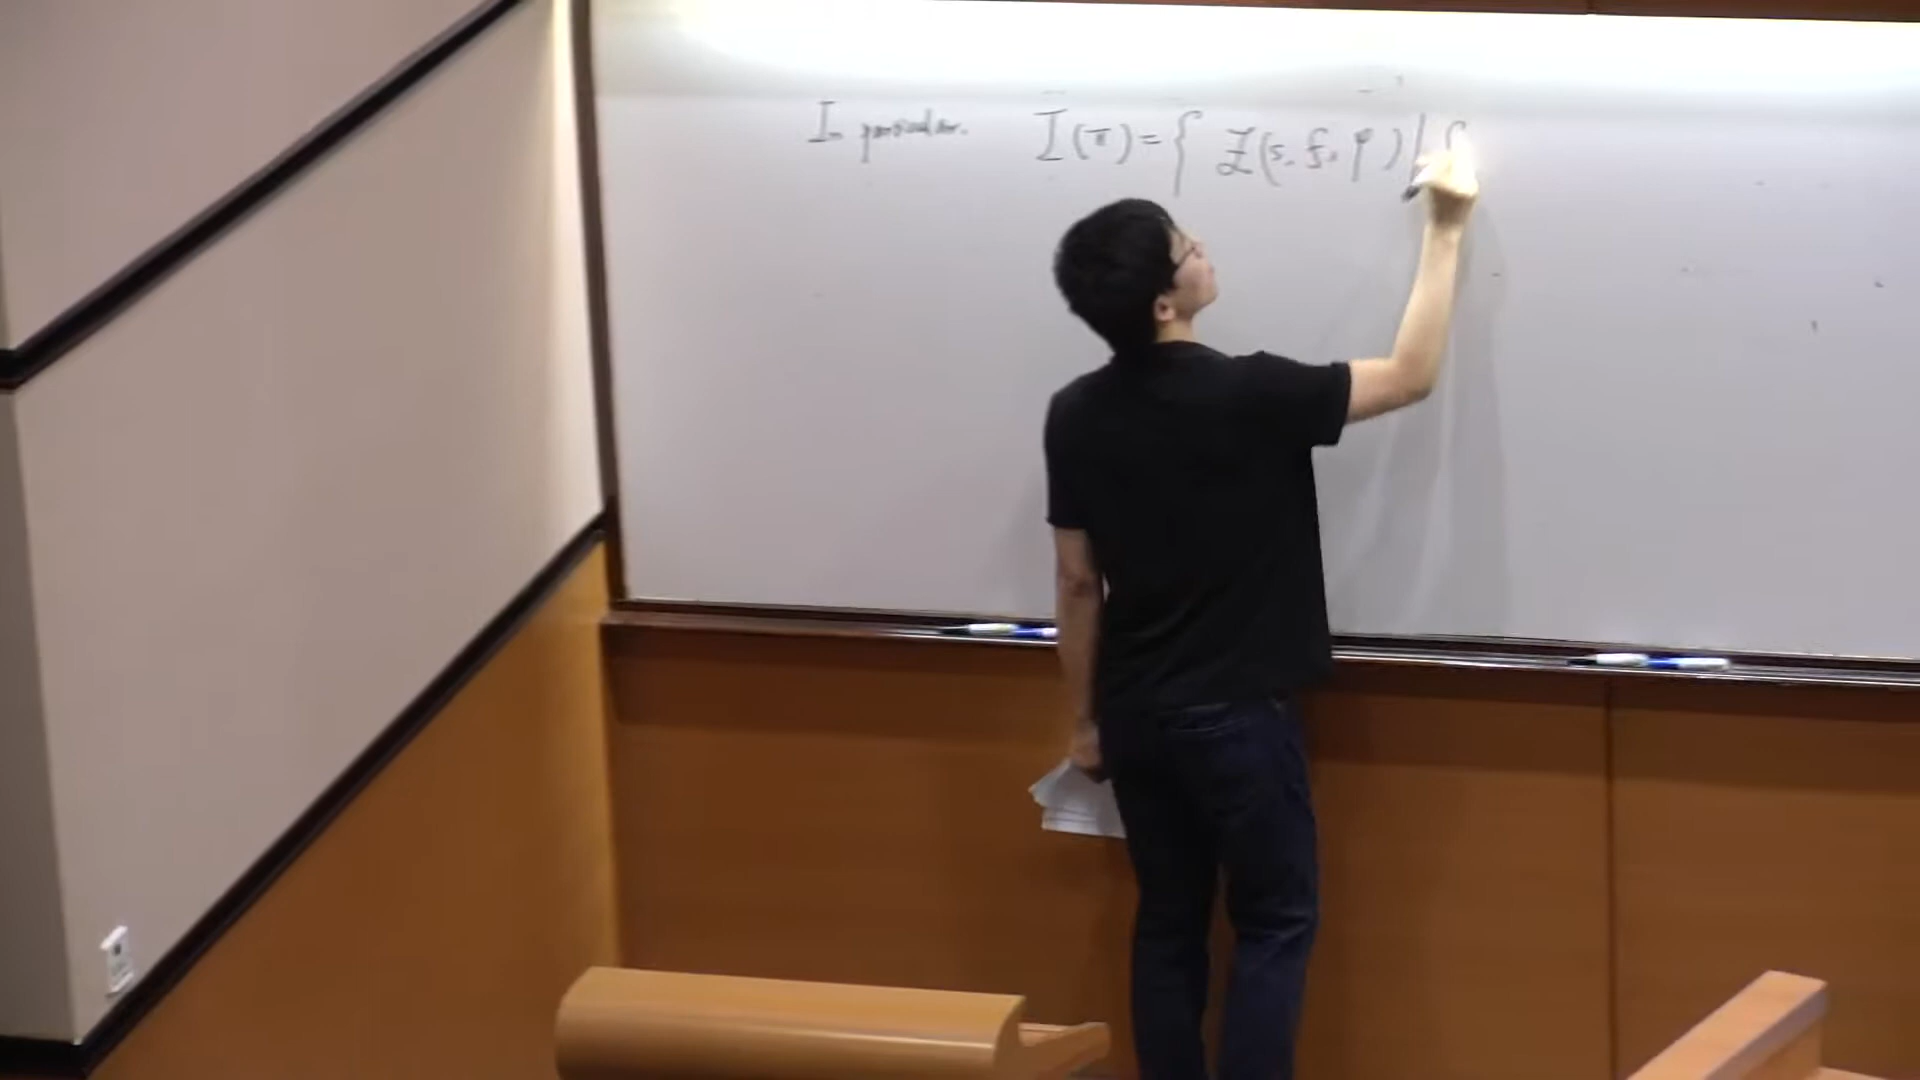 In particular. I(π) = { Z(s, f, φ) | f